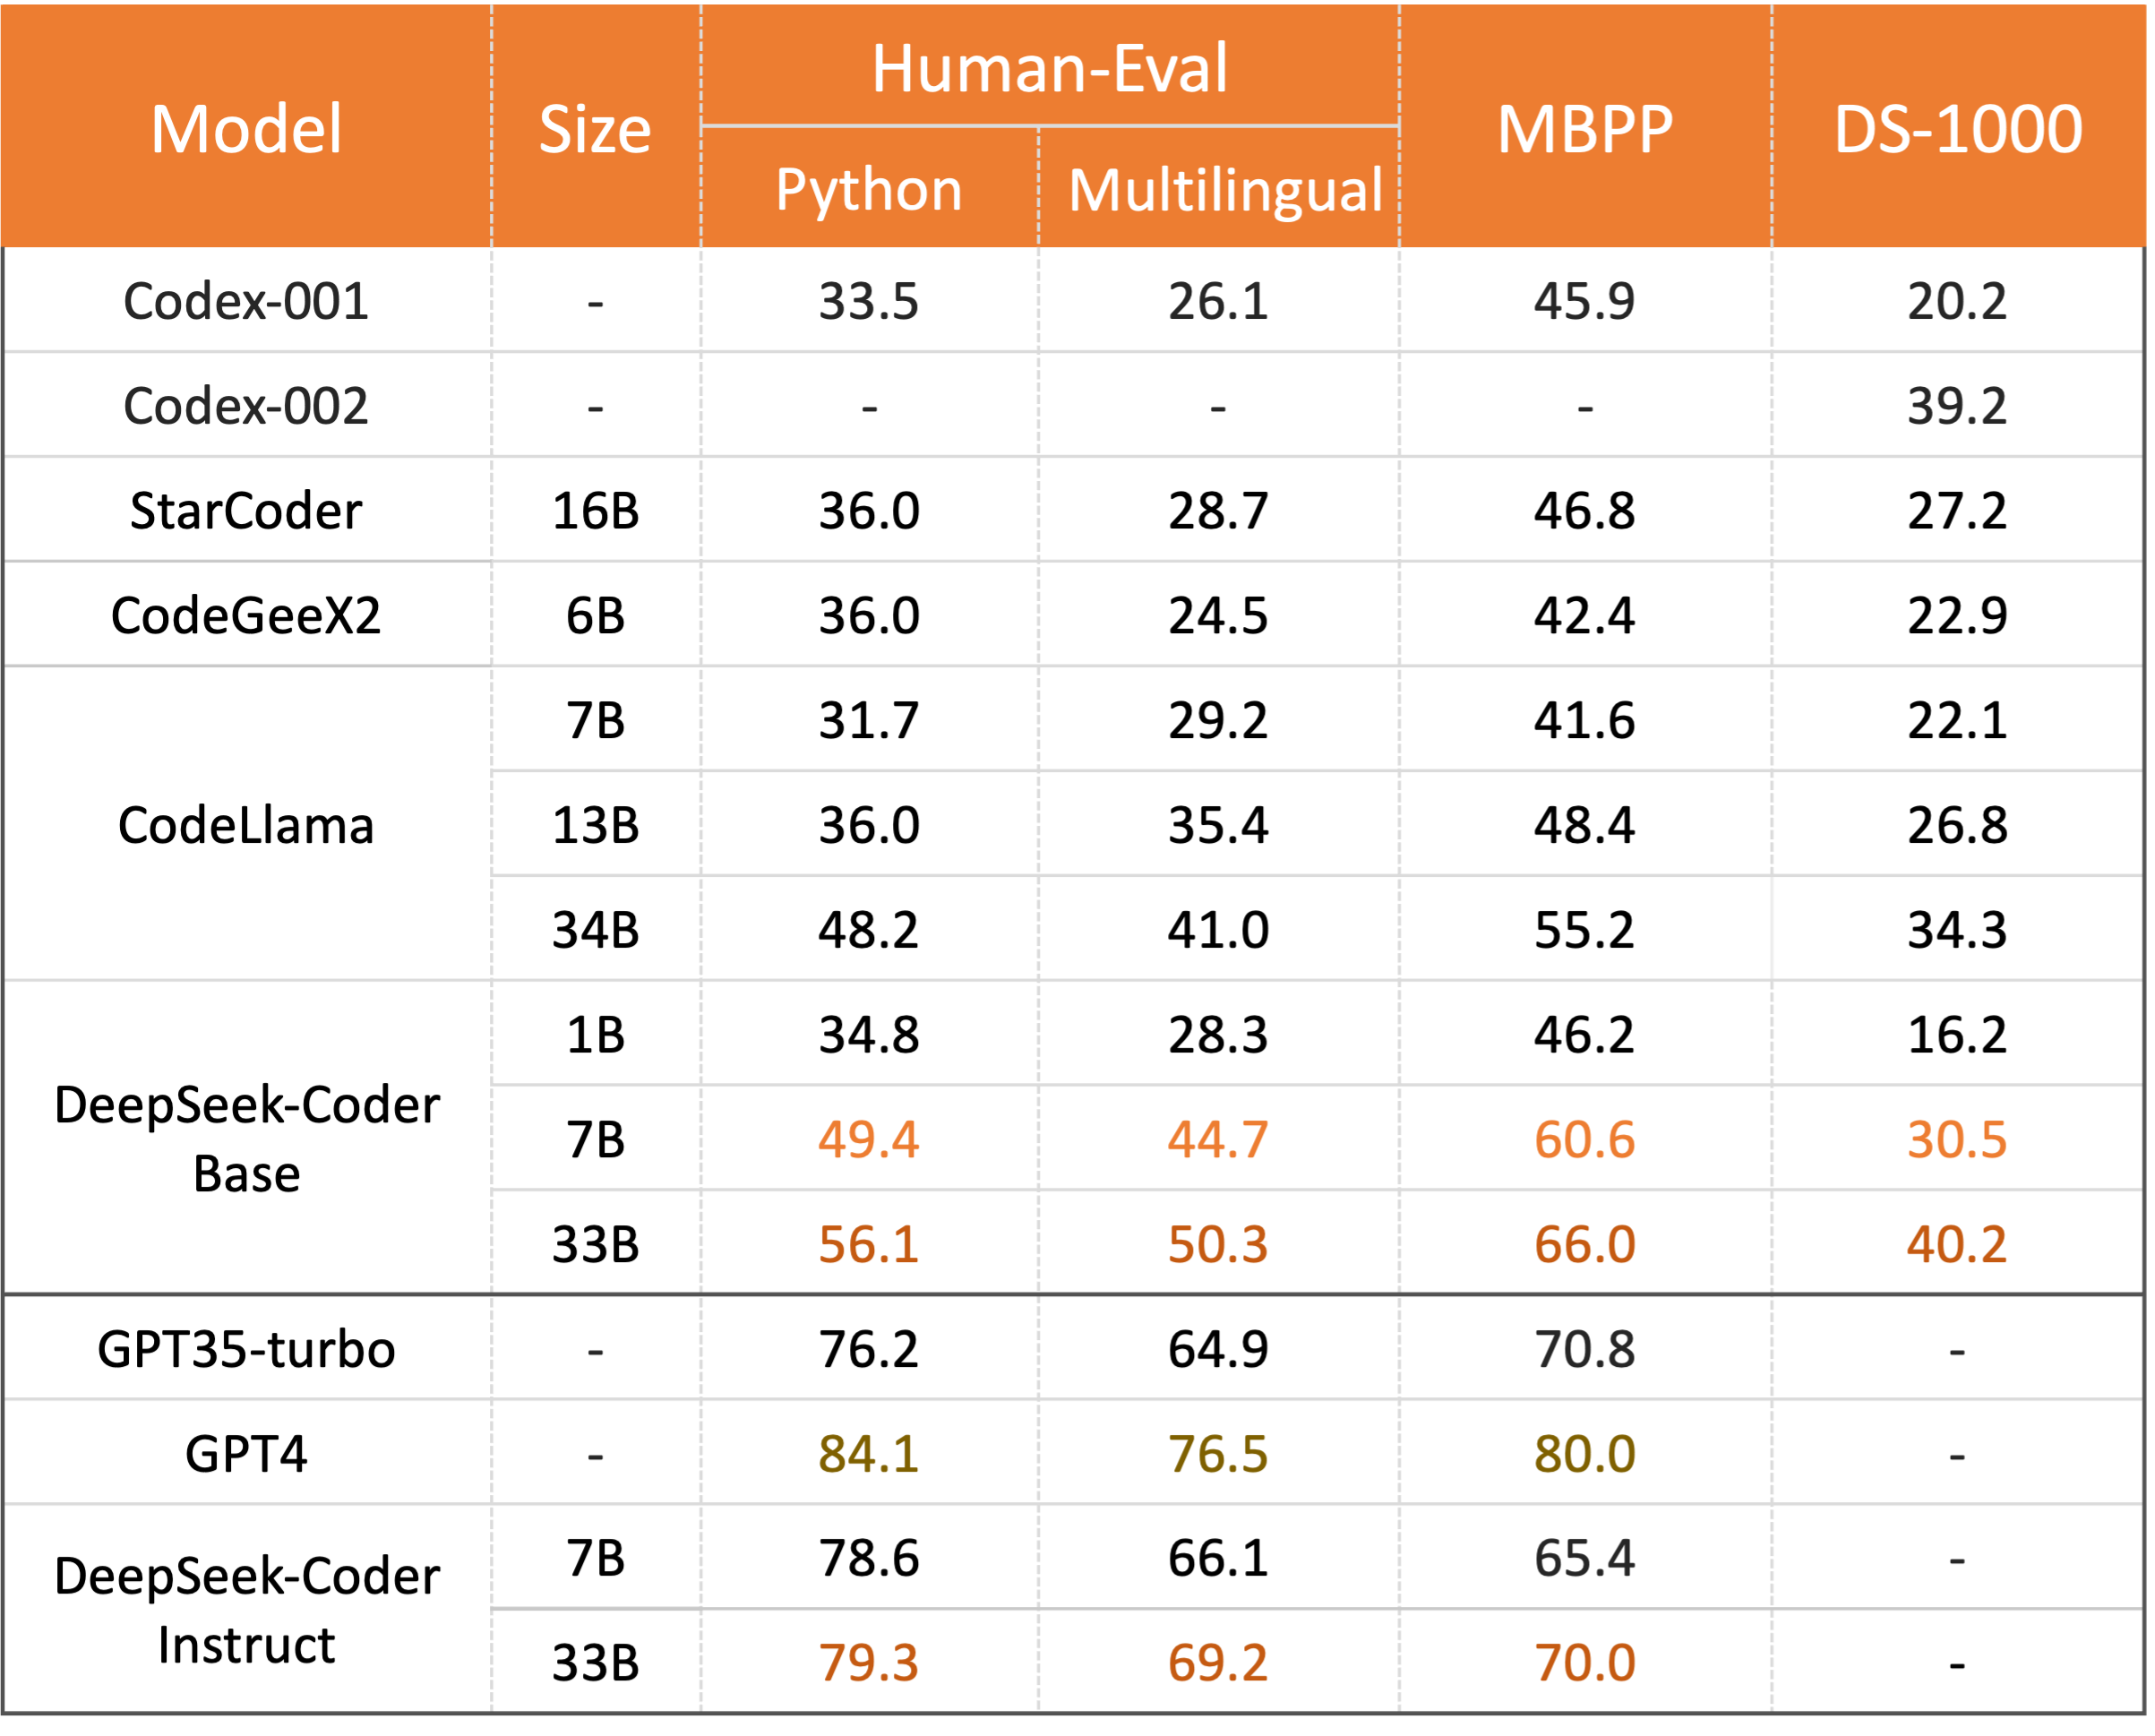 Model Size Human-Eval MBPP DS-1000
Python Multilingual
Codex-001 - 33.5 26.1 45.9 20.2
Codex-002 - - - - 39.2
StarCoder 16B 36.0 28.7 46.8 27.2
CodeGeeX2 6B 36.0 24.5 42.4 22.9
CodeLlama
7B 31.7 29.2 41.6 22.1
13B 36.0 35.4 48.4 26.8
34B 48.2 41.0 55.2 34.3
DeepSeek-Coder
Base
1B 34.8 28.3 46.2 16.2
7B 49.4 44.7 60.6 30.5
33B 56.1 50.3 66.0 40.2
GPT35-turbo - 76.2 64.9 70.8 -
GPT4 - 84.1 76.5 80.0 -
DeepSeek-Coder
Instruct
7B 78.6 66.1 65.4 -
33B 79.3 69.2 70.0 -